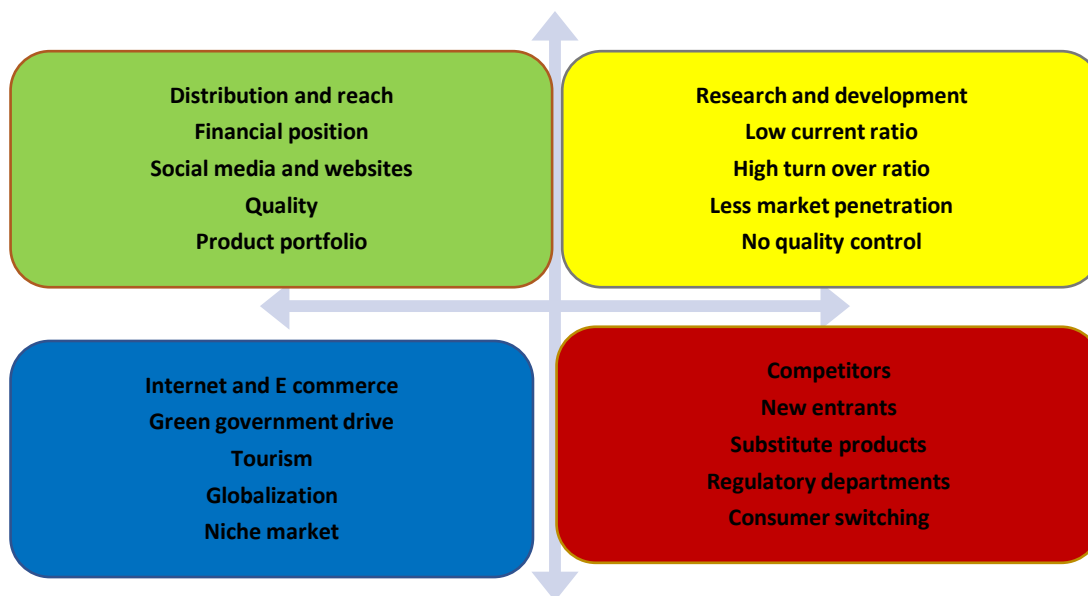 Distribution and reach
Financial position
Social media and websites
Quality
Product portfolio
Research and development
Low current ratio
High turn over ratio
Less market penetration
No quality control
Internet and E commerce
Green government drive
Tourism
Globalization
Niche market
Competitors
New entrants
Substitute products
Regulatory departments
Consumer switching